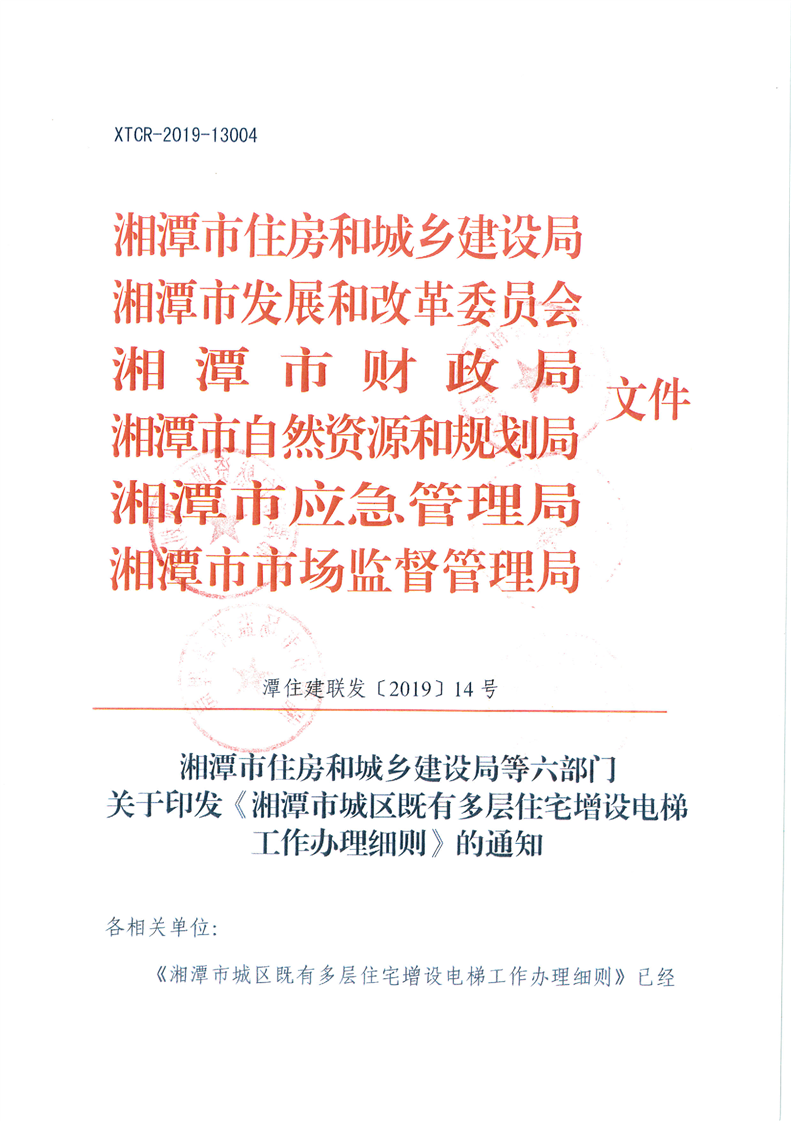 XTCR-2019-13004
湘潭市住房和城乡建设局
湘潭市发展和改革委员会
湘潭市财政局
文件
湘潭市自然资源和规划局
湘潭市应急管理局
湘潭市市场监督管理局
潭住建联发〔2019〕14号
湘潭市住房和城乡建设局等六部门
关于印发《湘潭市城区既有多层住宅增设电梯
工作办理细则》的通知
各相关单位:
《湘潭市城区既有多层住宅增设电梯工作办理细则》已经